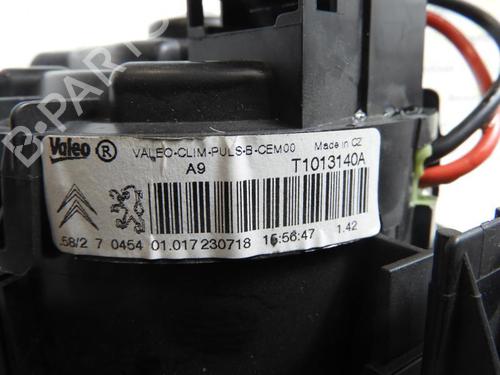 B-PARTS
Valeo ® VALEO-CLIM-PULS-B-CEM00 Made in CZ
A9 T1013140A
.58/2 7 0454 01.017 230718 15:56:47 1.42